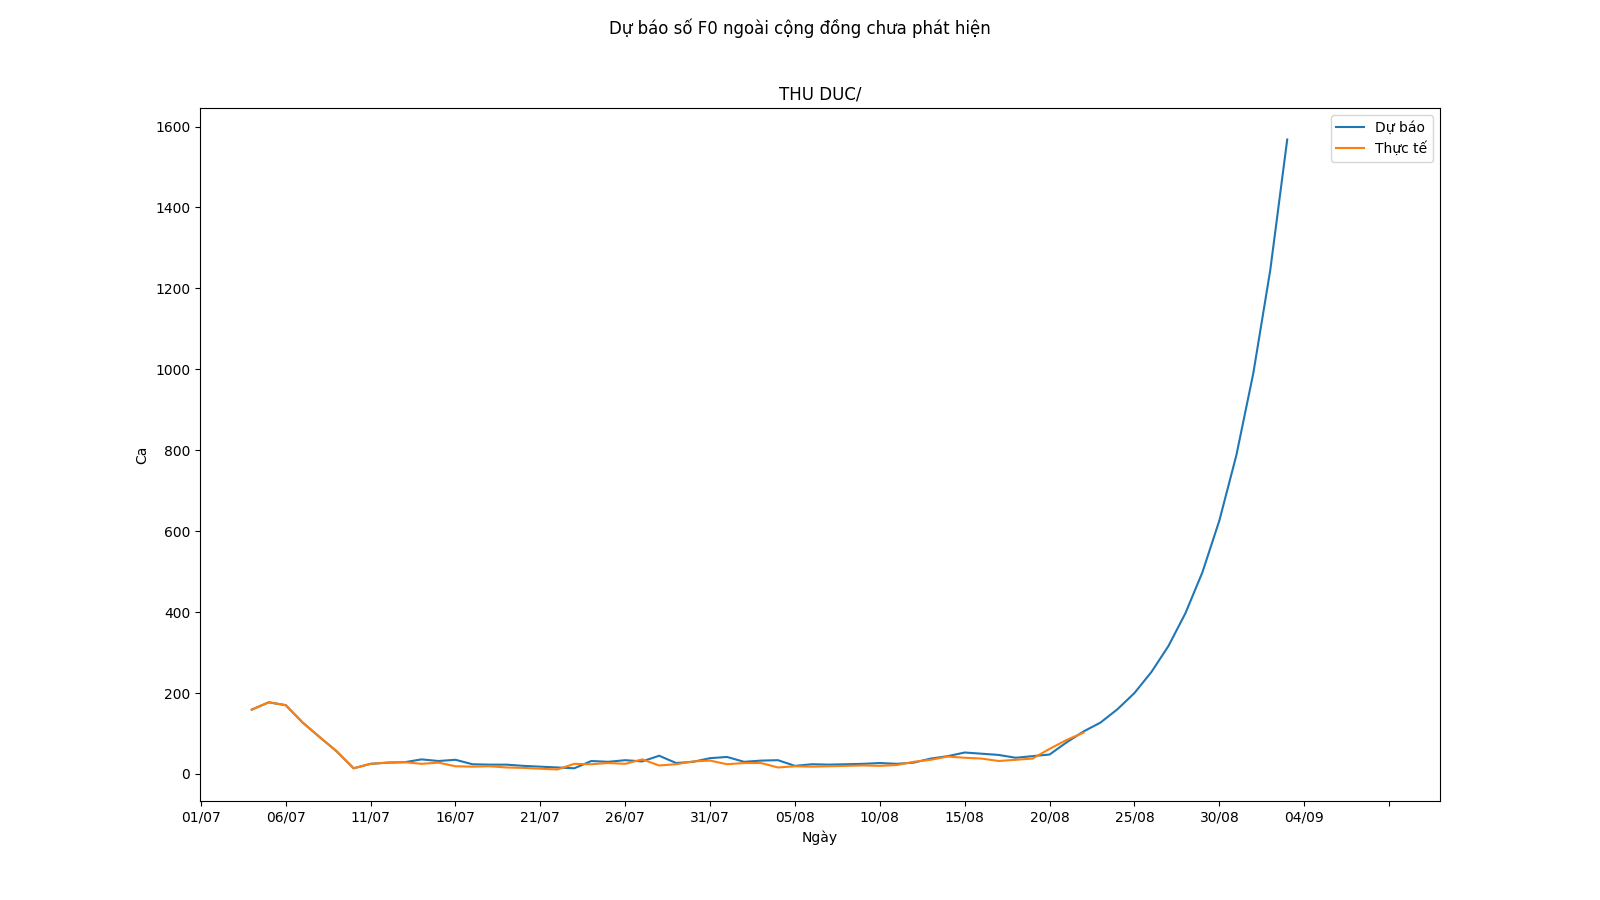 Dự báo số F0 ngoài cộng đồng chưa phát hiện
THU DUC/
Dự báo
Thực tế
1600
1400
1200
1000
800
600
400
200
0
Ca
01/07 06/07 11/07 16/07 21/07 26/07 31/07 05/08 10/08 15/08 20/08 25/08 30/08 04/09
Ngày